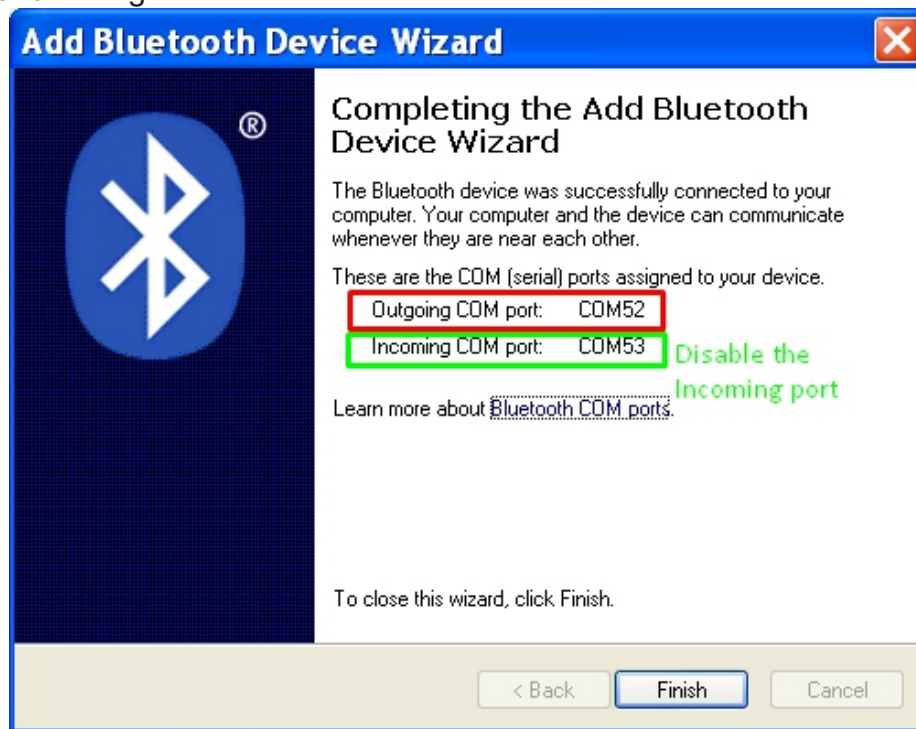 Add Bluetooth Device Wizard
®
Completing the Add Bluetooth
Device Wizard
The Bluetooth device was successfully connected to your
computer. Your computer and the device can communicate
whenever they are near each other.
These are the COM (serial) ports assigned to your device.
Outgoing COM port: COM52
Incoming COM port: COM53
Disable the
Incoming port
Learn more about Bluetooth COM ports.
To close this wizard, click Finish.
< Back Finish Cancel